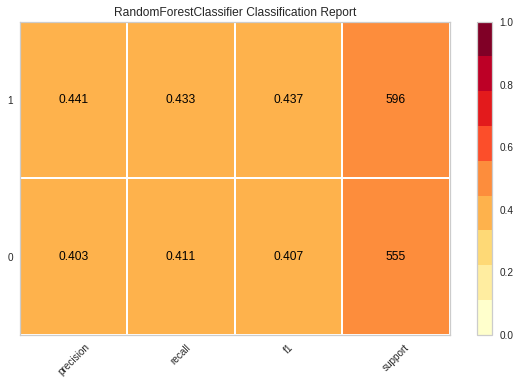 RandomForestClassifier Classification Report
1 0.441 0.433 0.437 596
0 0.403 0.411 0.407 555
precision recall f1 support
1.0
0.8
0.6
0.4
0.2
0.0